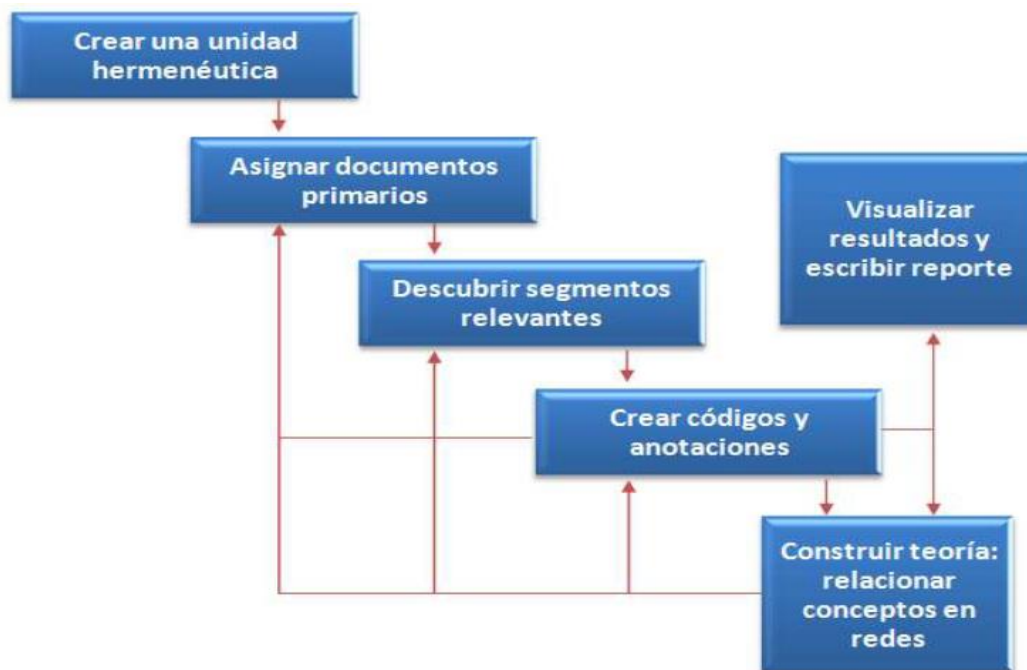 Crear una unidad
hermenéutica
Asignar documentos
primarios
Visualizar
resultados y
escribir reporte
Descubrir segmentos
relevantes
Crear códigos y
anotaciones
Construir teoría:
relacionar
conceptos en
redes